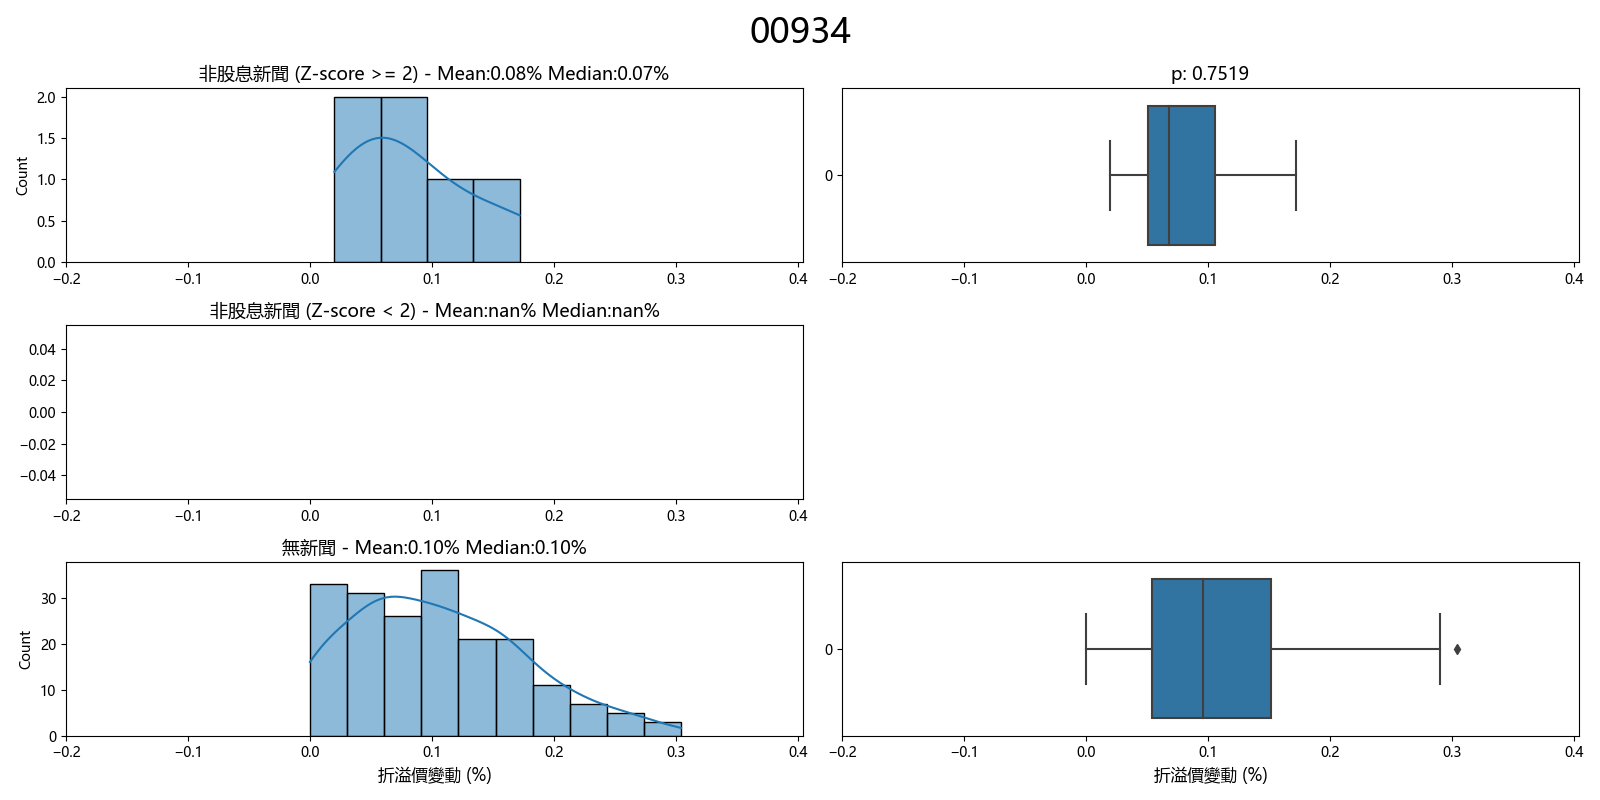 00934
非股息新聞 (Z-score >= 2) - Mean:0.08% Median:0.07%
p: 0.7519
Count
2.0
1.5
1.0
0.5
0.0
−0.2 −0.1 0.0 0.1 0.2 0.3 0.4
0
−0.2 −0.1 0.0 0.1 0.2 0.3 0.4
非股息新聞 (Z-score < 2) - Mean:nan% Median:nan%
0.04
0.02
0.00
−0.02
−0.04
−0.2 −0.1 0.0 0.1 0.2 0.3 0.4
無新聞 - Mean:0.10% Median:0.10%
Count
30
20
10
0
−0.2 −0.1 0.0 0.1 0.2 0.3 0.4
折溢價變動 (%)
0
−0.2 −0.1 0.0 0.1 0.2 0.3 0.4
折溢價變動 (%)